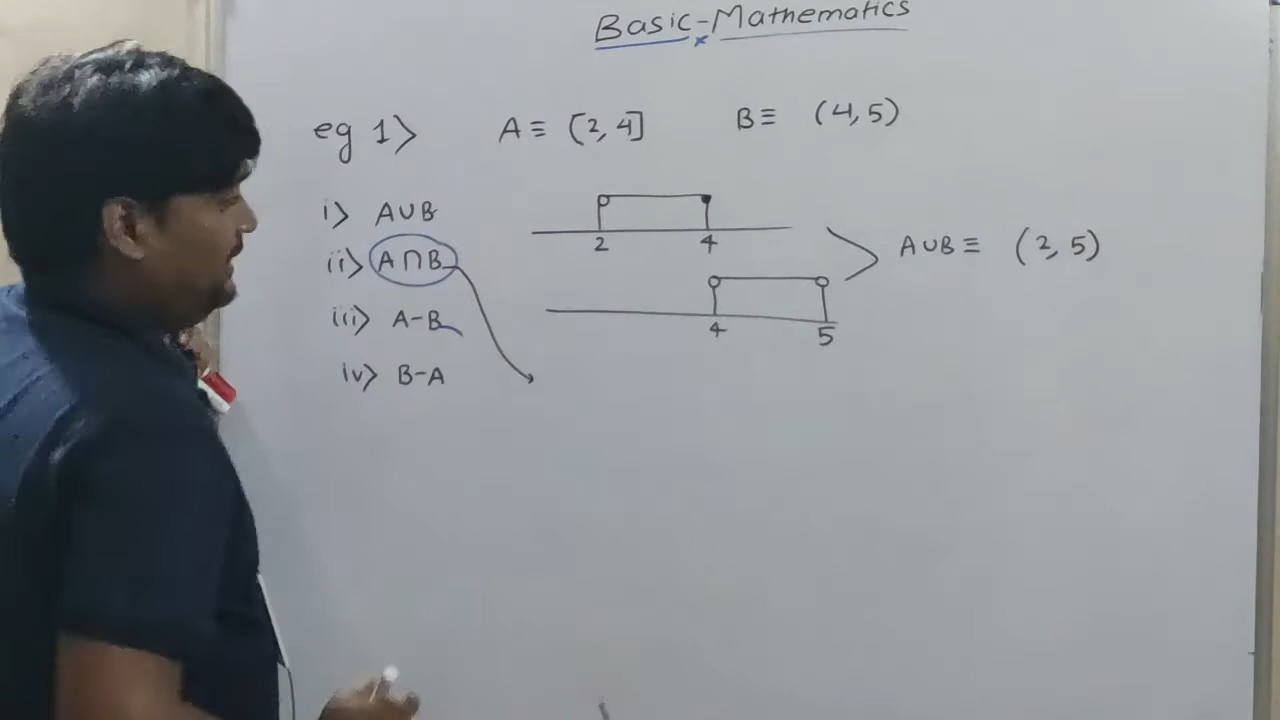 Basic-Mathematics
eg 1> A ≡ (2, 4] B ≡ (4, 5)
i> A∪B
ii> A∩B
iii> A-B
iv> B-A
2 4
4 5
A∪B ≡ (2, 5)